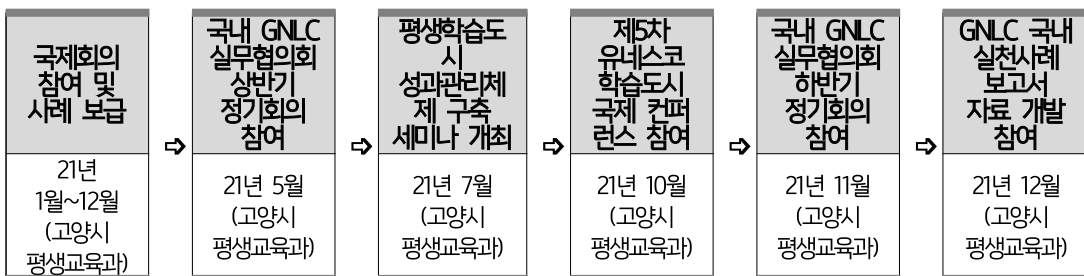 국제회의
참여 및
사례 보급
21년
1월~12월
(고양시
평생교육과)
⇨
국내 GNLC
실무협의회
상반기
정기회의
참여
21년 5월
(고양시
평생교육과)
⇨
평생학습도
시
성과관리체
제 구축
세미나 개최
21년 7월
(고양시
평생교육과)
⇨
제5차
유네스코
학습도시
국제 컨퍼
런스 참여
21년 10월
(고양시
평생교육과)
⇨
국내 GNLC
실무협의회
하반기
정기회의
참여
21년 11월
(고양시
평생교육과)
⇨
GNLC 국내
실천사례
보고서
자료 개발
참여
21년 12월
(고양시
평생교육과)